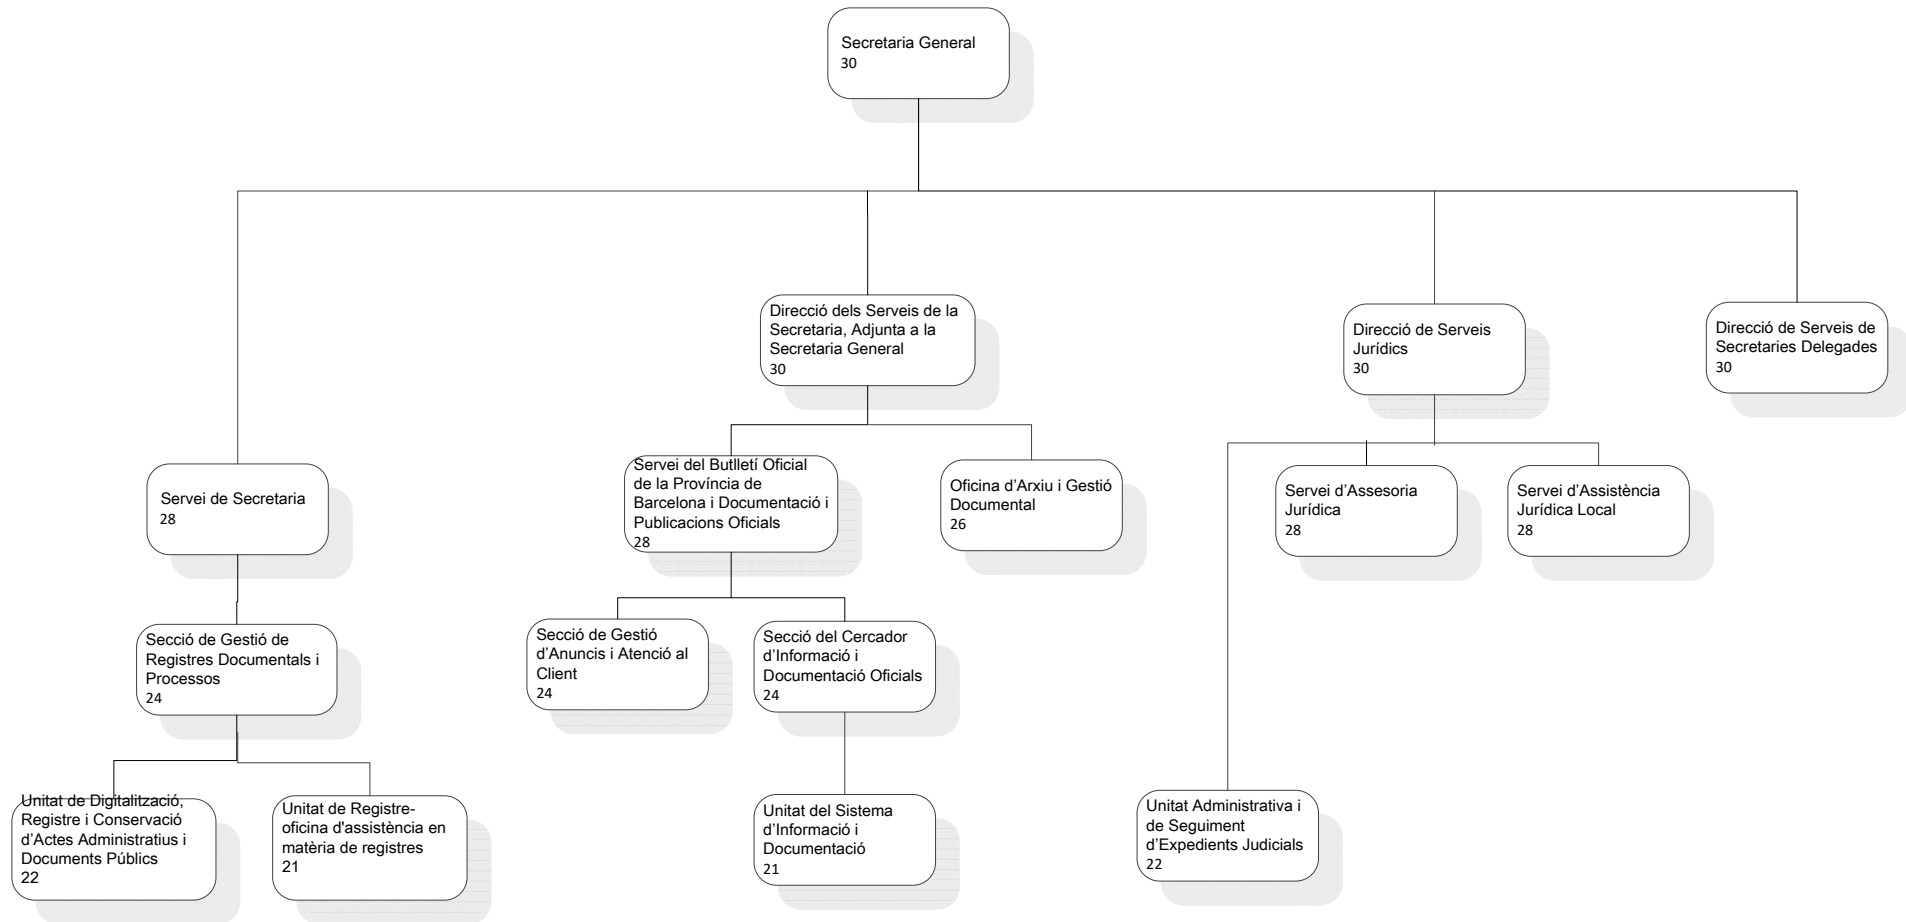 Secretaria General
30
Direcció dels Serveis de la
Secretaria, Adjunta a la
Secretaria General
30
Direcció de Serveis
Jurídics
30
Direcció de Serveis de
Secretaries Delegades
30
Servei de Secretaria
28
Servei del Butlletí Oficial
de la Província de
Barcelona i Documentació i
Publicacions Oficials
28
Oficina d’Arxiu i Gestió
Documental
26
Servei d’Assesoria
Jurídica
28
Servei d’Assistència
Jurídica Local
28
Secció de Gestió de
Registres Documentals i
Processos
24
Secció de Gestió
d’Anuncis i Atenció al
Client
24
Secció del Cercador
d’Informació i
Documentació Oficials
24
Unitat de Digitalització,
Registre i Conservació
d’Actes Administratius i
Documents Públics
22
Unitat de Registre-
oficina d'assistència en
matèria de registres
21
Unitat del Sistema
d’Informació i
Documentació
21
Unitat Administrativa i
de Seguiment
d’Expedients Judicials
22